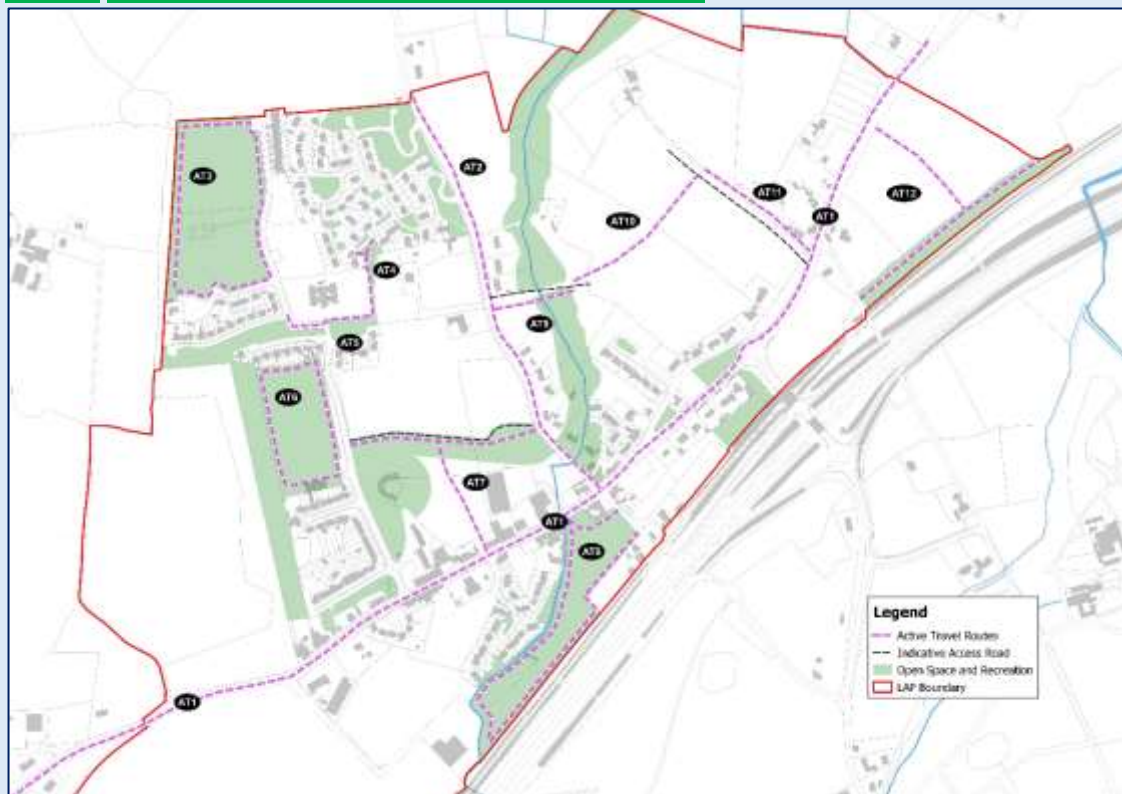 AT3
AT2
AT11
AT10
AT1
AT12
AT4
AT9
AT5
AT6
AT7
AT1
AT8
AT1
Legend
Active Travel Routes
Indicative Access Road
Open Space and Recreation
LAP Boundary